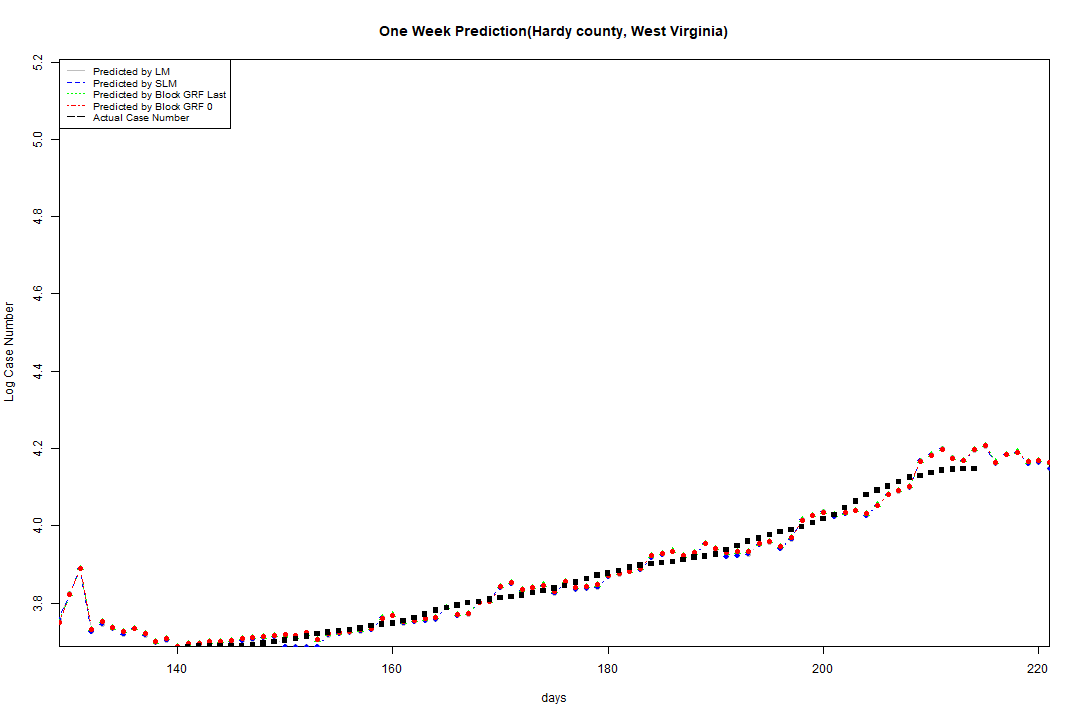 One Week Prediction(Hardy county, West Virginia)
Predicted by LM
Predicted by SLM
Predicted by Block GRF Last
Predicted by Block GRF 0
Actual Case Number
5.2
5.0
4.8
4.6
4.4
4.2
4.0
3.8
Log Case Number
140 160 180 200 220
days